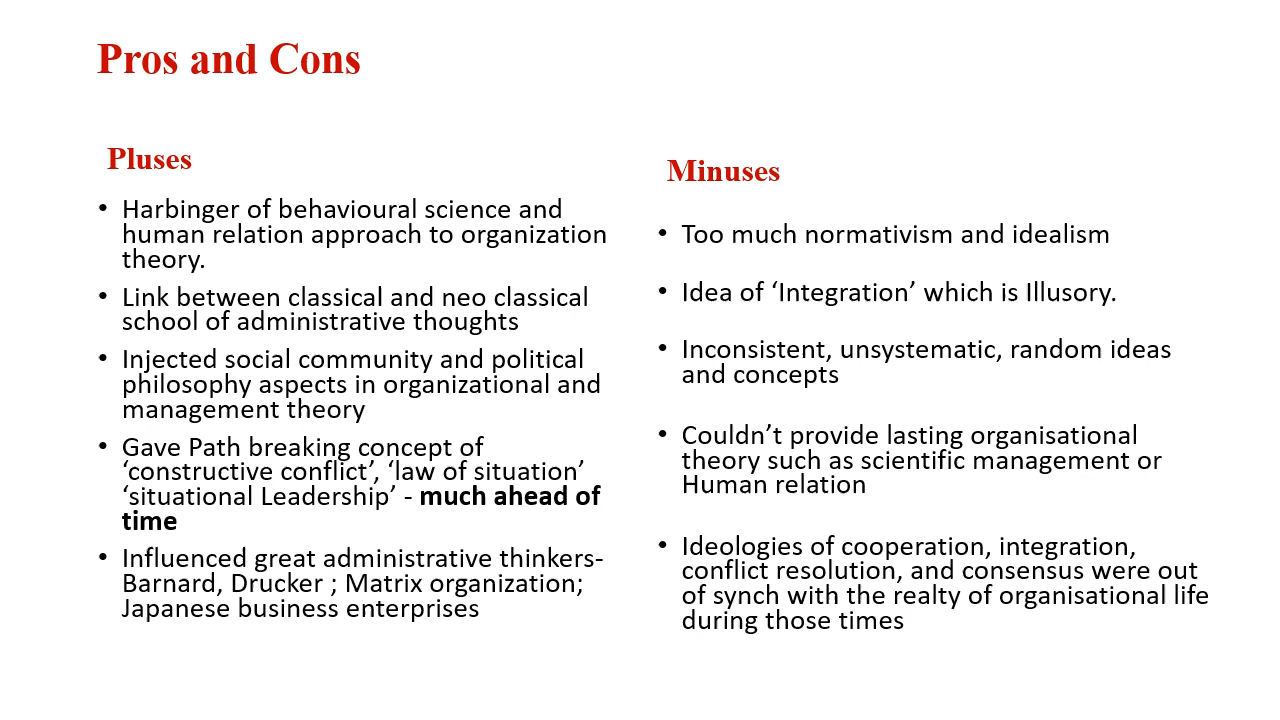 Pros and Cons
Pluses
• Harbinger of behavioural science and
human relation approach to organization
theory.
• Link between classical and neo classical
school of administrative thoughts
• Injected social community and political
philosophy aspects in organizational and
management theory
• Gave Path breaking concept of
‘constructive conflict’, ‘law of situation’
‘situational Leadership’ - much ahead of
time
• Influenced great administrative thinkers-
Barnard, Drucker ; Matrix organization;
Japanese business enterprises
Minuses
• Too much normativism and idealism
• Idea of ‘Integration’ which is Illusory.
• Inconsistent, unsystematic, random ideas
and concepts
• Couldn’t provide lasting organisational
theory such as scientific management or
Human relation
• Ideologies of cooperation, integration,
conflict resolution, and consensus were out
of synch with the realty of organisational life
during those times